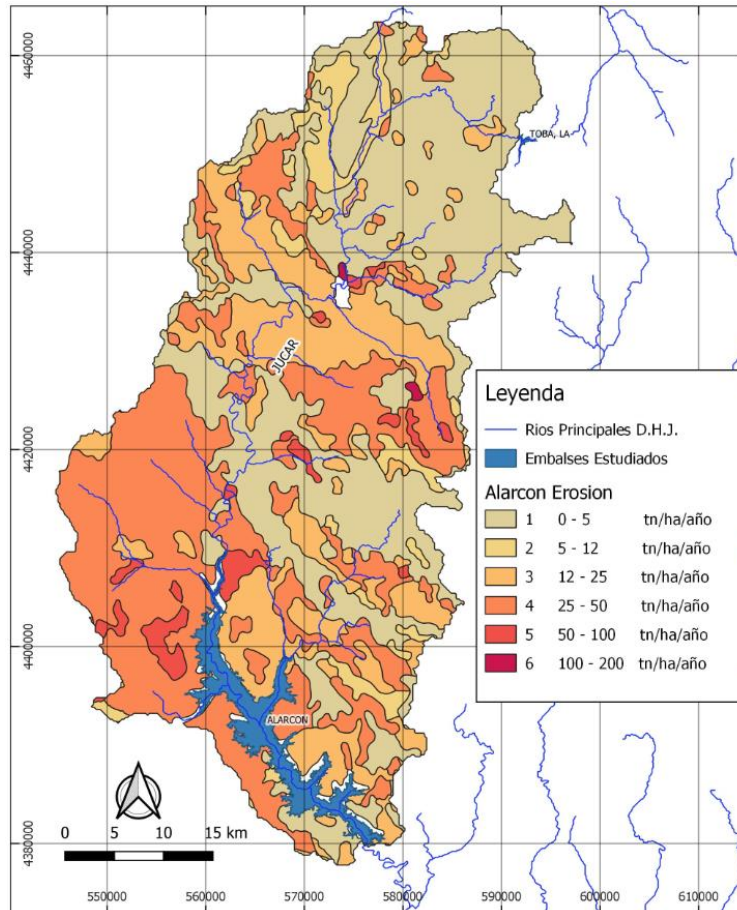 4460000
4440000
4420000
4400000
4380000
TOBA, LA
JUCAR
ALARCON
Leyenda
Rios Principales D.H.J.
Embalses Estudiados
Alarcon Erosion
1 0 - 5 tn/ha/año
2 5 - 12 tn/ha/año
3 12 - 25 tn/ha/año
4 25 - 50 tn/ha/año
5 50 - 100 tn/ha/año
6 100 - 200 tn/ha/año
0 5 10 15 km
550000 560000 570000 580000 590000 600000 610000